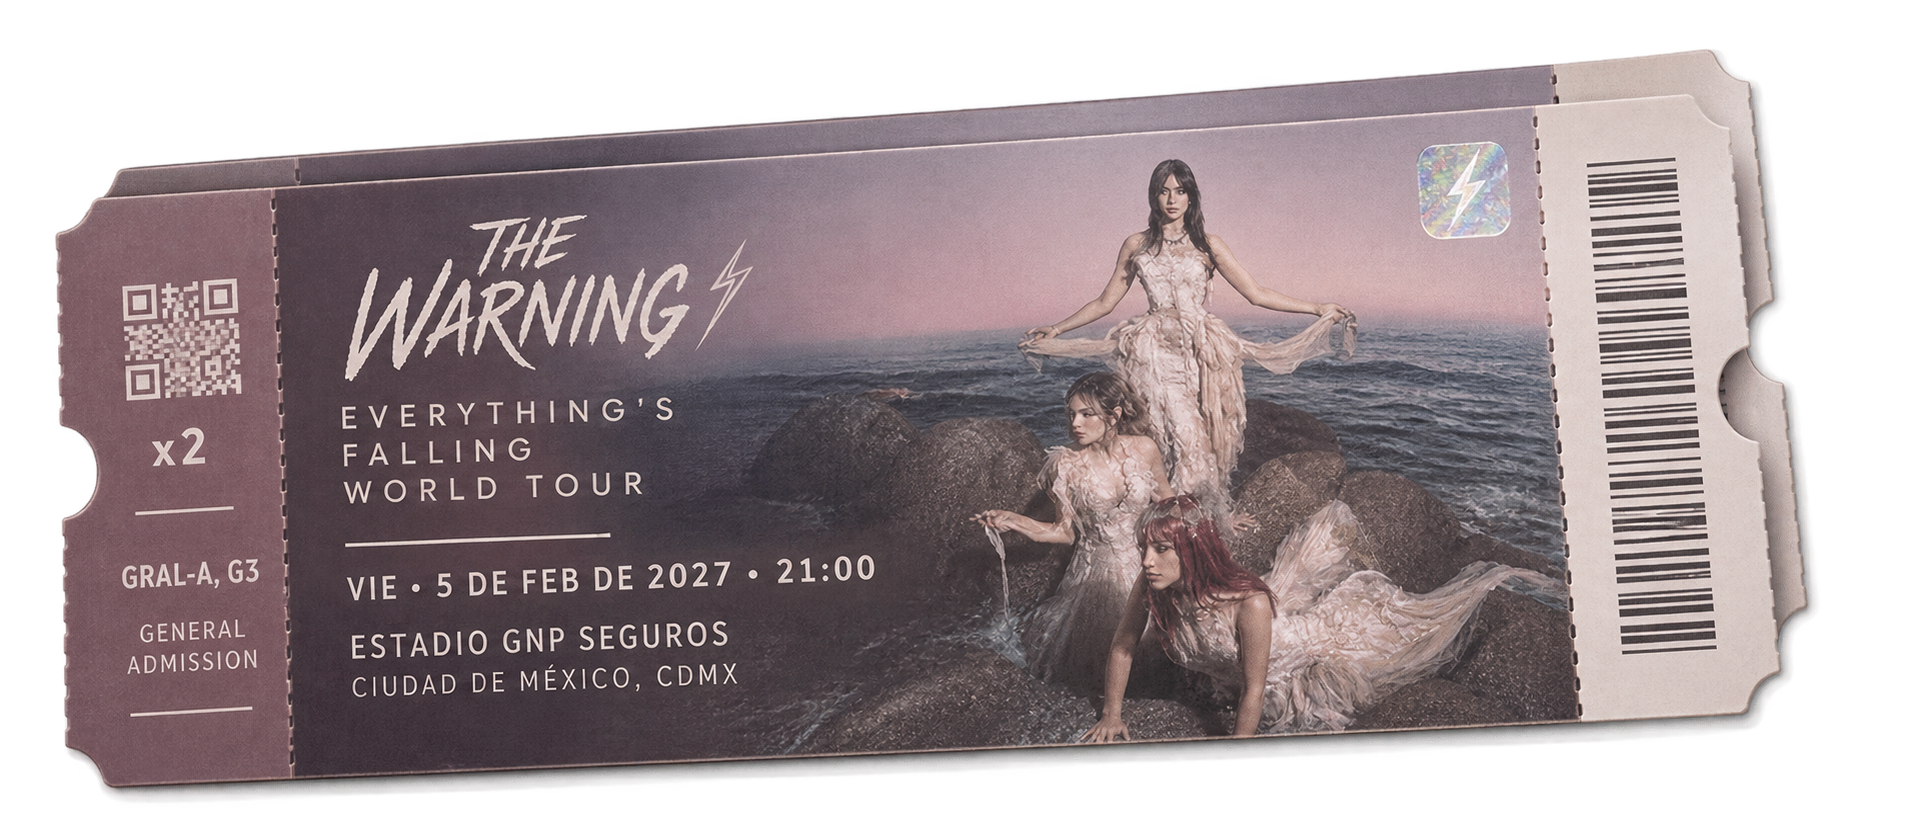 x2
GRAL-A, G3
GENERAL
ADMISSION
THE
WARNING
EVERYTHING'S
FALLING
WORLD TOUR
VIE • 5 DE FEB DE 2027 • 21:00
ESTADIO GNP SEGUROS
CIUDAD DE MÉXICO, CDMX